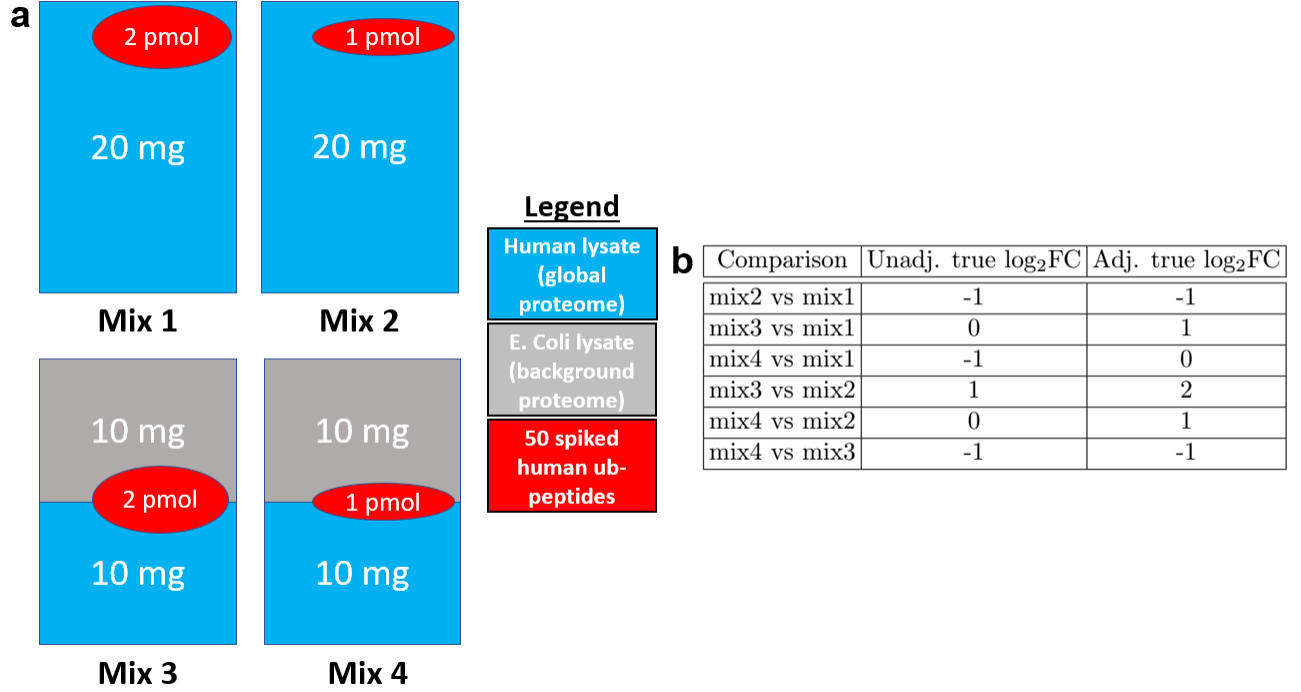 a
2 pmol
20 mg
Mix 1
1 pmol
20 mg
Mix 2
10 mg
2 pmol
10 mg
Mix 3
10 mg
1 pmol
10 mg
Mix 4
Legend
Human lysate
(global
proteome)
E. Coli lysate
(background
proteome)
50 spiked
human ub-
peptides
b
Comparison Unadj. true log₂FC Adj. true log₂FC
mix2 vs mix1 -1 -1
mix3 vs mix1 0 1
mix4 vs mix1 -1 0
mix3 vs mix2 1 2
mix4 vs mix2 0 1
mix4 vs mix3 -1 -1